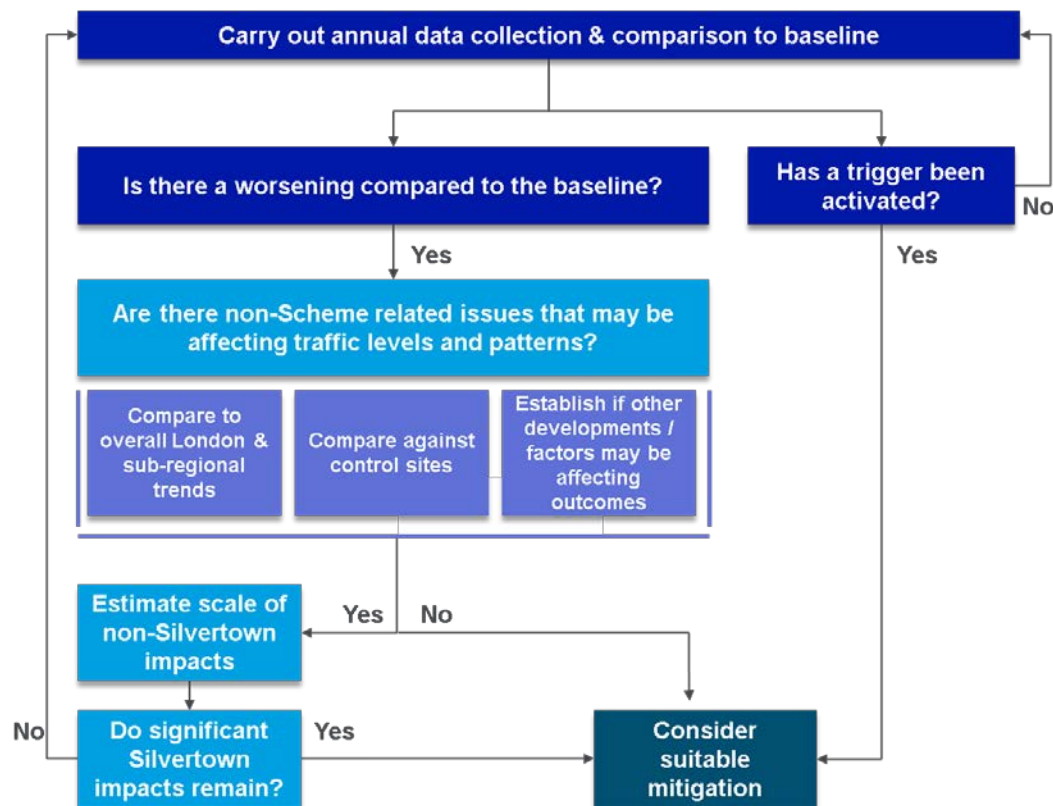 Carry out annual data collection & comparison to baseline
Is there a worsening compared to the baseline?
Has a trigger been
activated?
No
Yes
Yes
Are there non-Scheme related issues that may be
affecting traffic levels and patterns?
Compare to
overall London &
sub-regional
trends
Compare against
control sites
Establish if other
developments /
factors may be
affecting
outcomes
Estimate scale of
non-Silvertown
impacts
Yes
No
No
Do significant
Silvertown
impacts remain?
Yes
Consider
suitable
mitigation